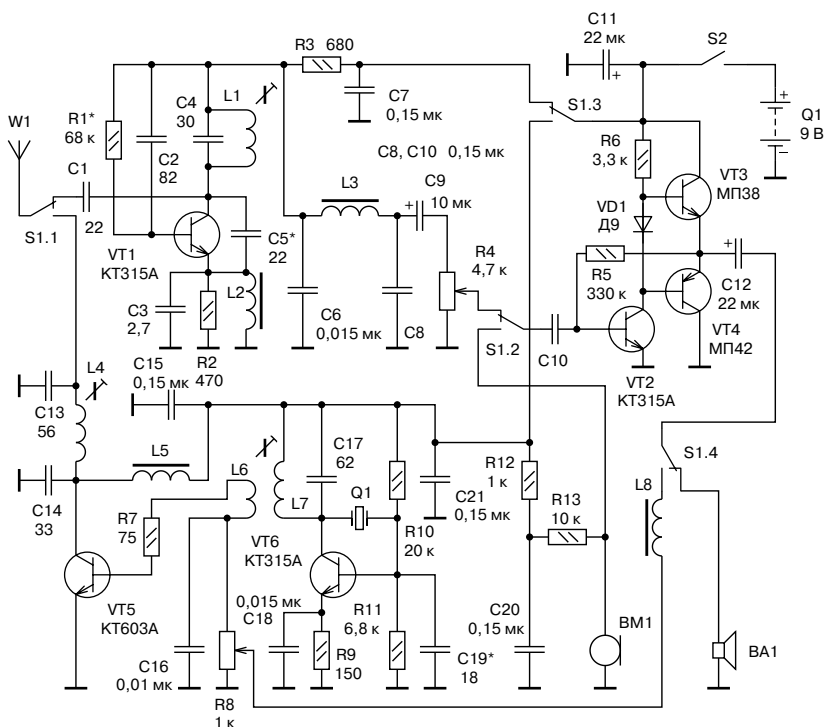 C11
22 мк
+
S2
R3 680
C4
30
L1
C7
0,15 мк
S1.3
+
−
Q1
9 В
W1
R1*
68 к
C2
82
R6
3,3 к
C8, C10 0,15 мк
C1
22
L3
+
C9
10 мк
VT3
МП38
VD1
Д9
S1.1
VT1
КТ315А
C5*
22
R4
4,7 к
R5
330 к
+
C12
22 мк
C3
2,7
L2
C6
0,015 мк
C8
S1.2
C10
VT4
МП42
R2
470
VT2
КТ315А
C15
0,15 мк
L4
C13
56
L5
L6
C17
62
R12
1 к
S1.4
L8
C14
33
R7
75
L7
Q1
C21
0,15 мк
R13
10 к
VT6
КТ315А
R10
20 к
VT5
КТ603А
0,015 мк
C18
R11
6,8 к
C20
0,15 мк
BM1
BA1
C16
0,01 мк
R8
1 к
R9
150
C19*
18